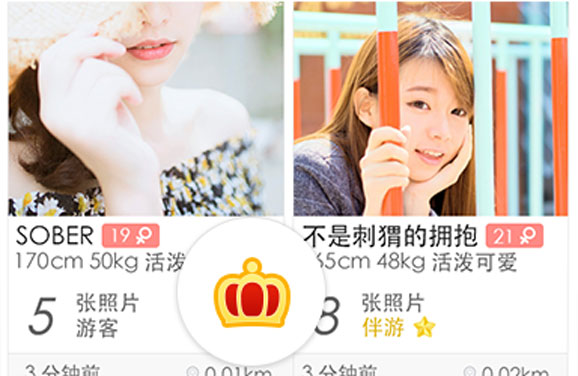 SOBER 19
170cm 50kg 活泼
5 张照片
游客
3 分钟前 0.01km
不是刺猬的拥抱 21
65cm 48kg 活泼可爱
8 张照片
伴游
3 分钟前 0.02km